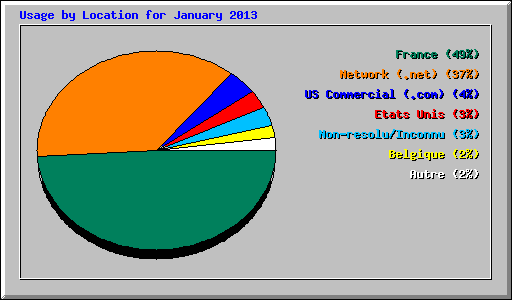 Usage by Location for January 2013
France (49%)
Network (.net) (37%)
US Commercial (.com) (4%)
Etats Unis (3%)
Non-resolu/Inconnu (3%)
Belgique (2%)
Autre (2%)